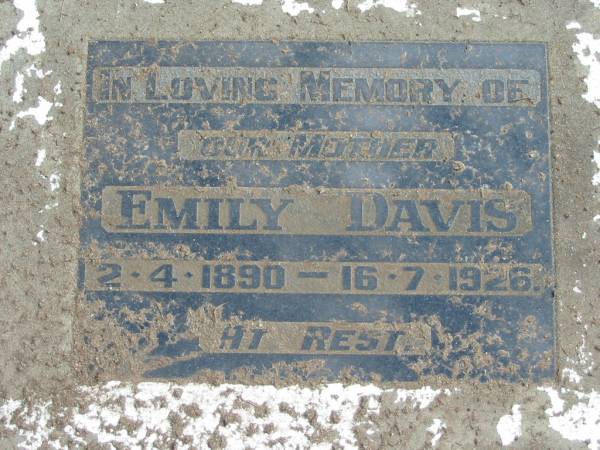 IN LOVING MEMORY OF
OUR MOTHER
EMILY DAVIS
2·4·1890 — 16·7·1926.
AT REST.